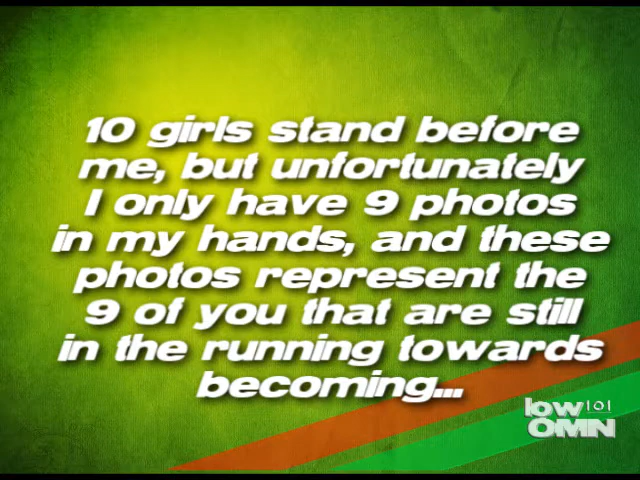 10 girls stand before
me, but unfortunately
I only have 9 photos
in my hands, and these
photos represent the
9 of you that are still
in the running towards
becoming...
low 101
OMN